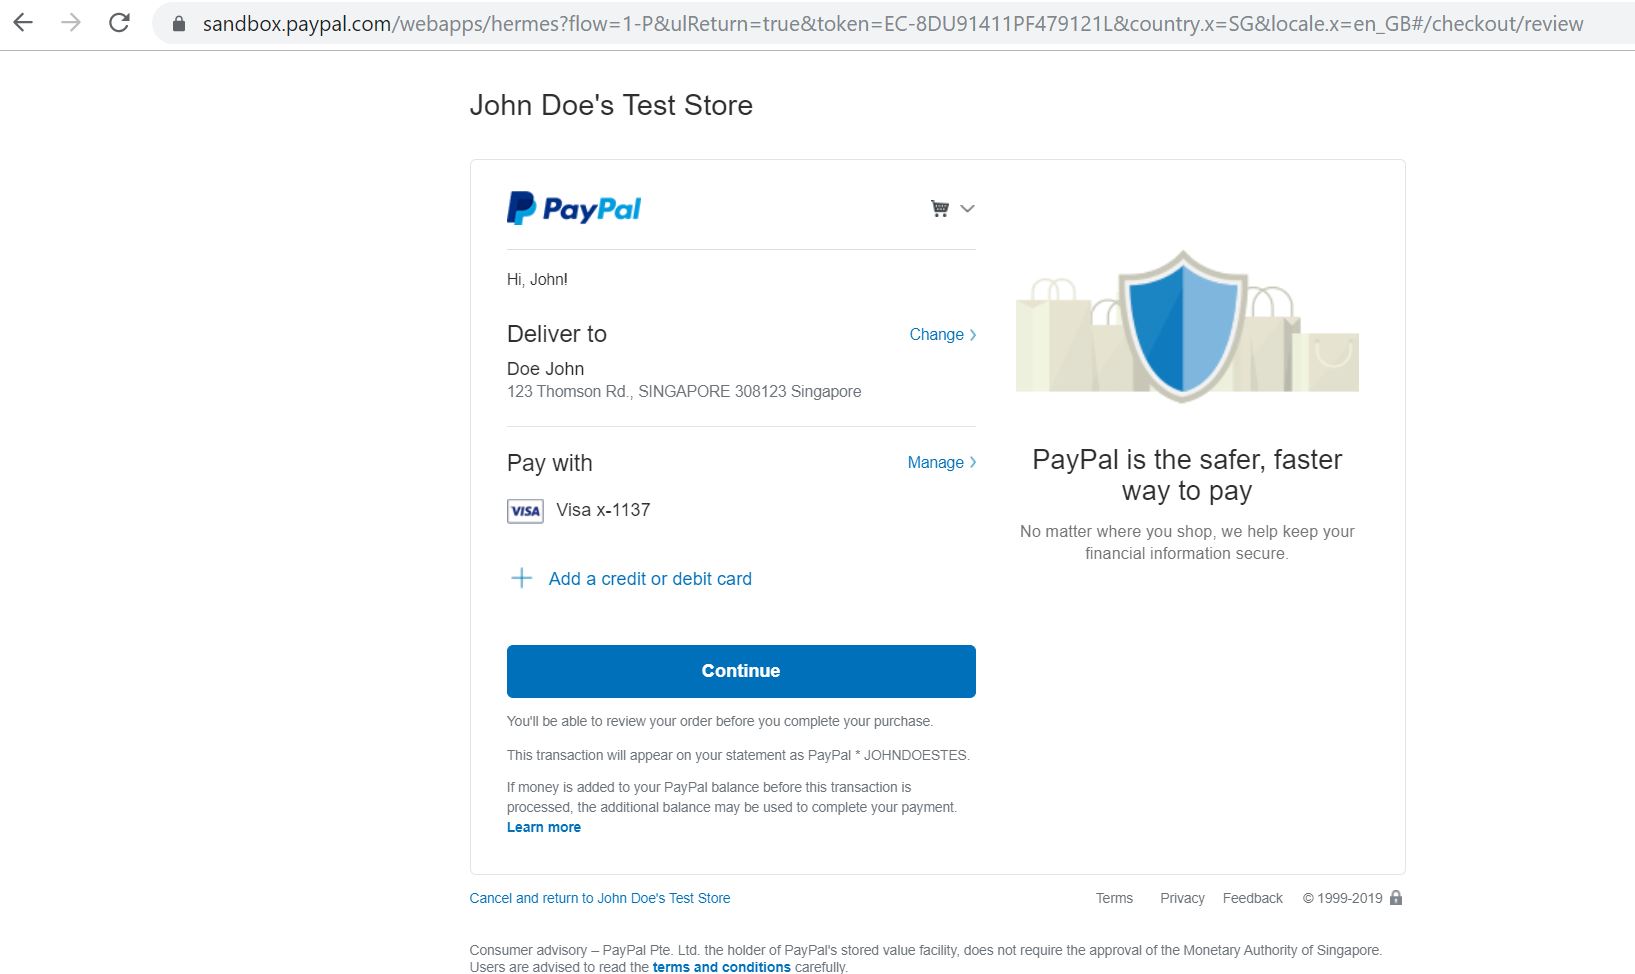 sandbox.paypal.com/webapps/hermes?flow=1-P&ulReturn=true&token=EC-8DU91411PF479121L&country.x=SG&locale.x=en_GB#/checkout/review
John Doe's Test Store
PayPal
Hi, John!
Deliver to
Change
Doe John
123 Thomson Rd., SINGAPORE 308123 Singapore
Pay with
Manage
VISA Visa x-1137
Add a credit or debit card
Continue
You'll be able to review your order before you complete your purchase.
This transaction will appear on your statement as PayPal * JOHNDOESTES.
If money is added to your PayPal balance before this transaction is
processed, the additional balance may be used to complete your payment.
Learn more
PayPal is the safer, faster
way to pay
No matter where you shop, we help keep your
financial information secure.
Cancel and return to John Doe's Test Store
Terms Privacy Feedback © 1999-2019
Consumer advisory – PayPal Pte. Ltd. the holder of PayPal's stored value facility, does not require the approval of the Monetary Authority of Singapore.
Users are advised to read the terms and conditions carefully.